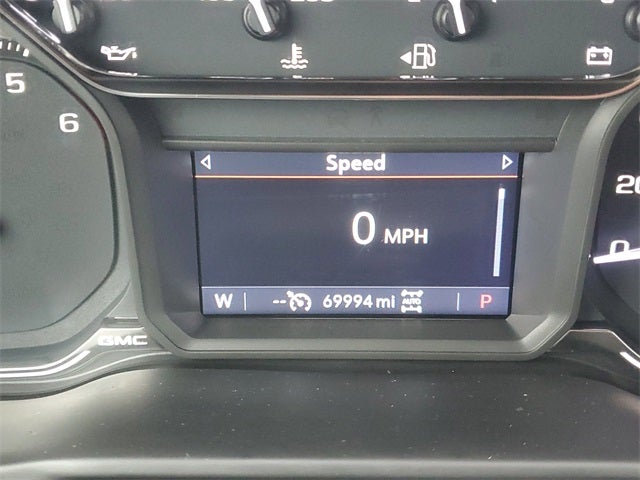 5
6
20
0
Speed
0 MPH
W -- 69994 mi AUTO P
GMC